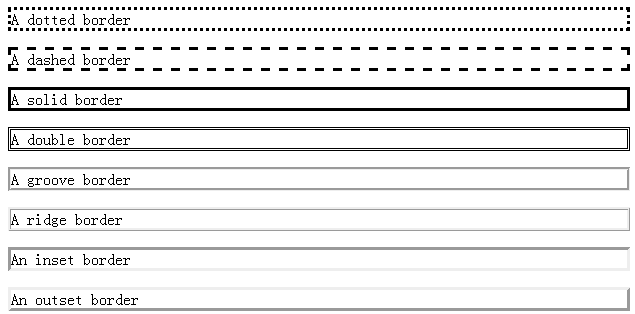 A dotted border
A dashed border
A solid border
A double border
A groove border
A ridge border
An inset border
An outset border